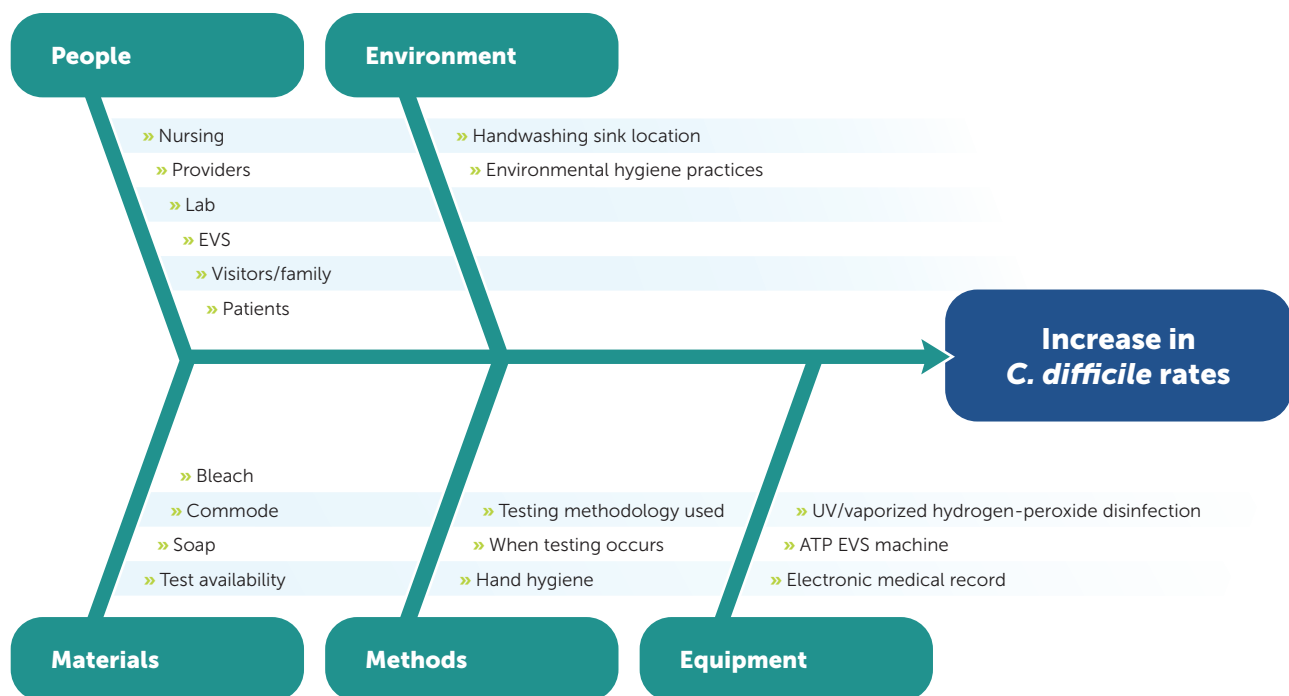 People
Environment
» Nursing
» Providers
» Lab
» EVS
» Visitors/family
» Patients
» Handwashing sink location
» Environmental hygiene practices
Increase in
C. difficile rates
» Bleach
» Commode
» Soap
» Test availability
» Testing methodology used
» When testing occurs
» Hand hygiene
» UV/vaporized hydrogen-peroxide disinfection
» ATP EVS machine
» Electronic medical record
Materials
Methods
Equipment